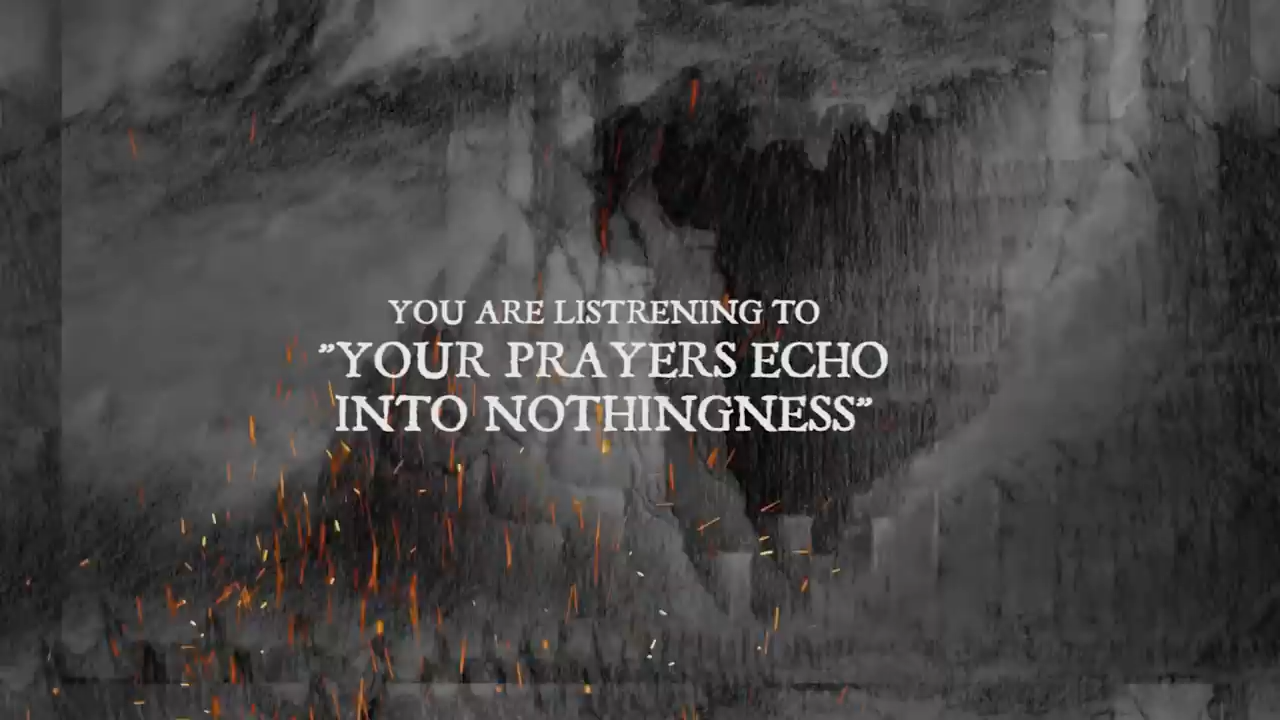 YOU ARE LISTRENING TO
”YOUR PRAYERS ECHO
INTO NOTHINGNESS”